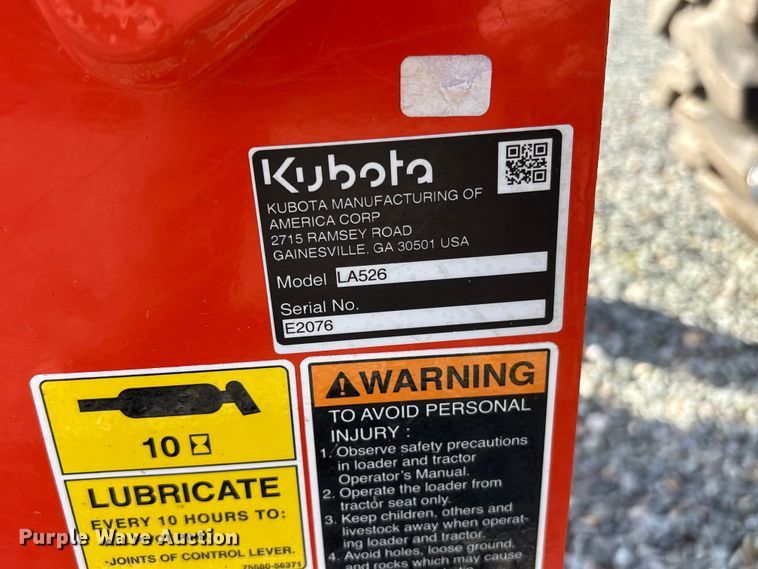 Kubota
KUBOTA MANUFACTURING OF
AMERICA CORP
2715 RAMSEY ROAD
GAINESVILLE, GA 30501 USA
Model LA526
Serial No.
E2076
10
LUBRICATE
EVERY 10 HOURS TO:
·JOINTS OF CONTROL LEVER.
75580-56371
WARNING
TO AVOID PERSONAL
INJURY :
1. Observe safety precautions
in loader and tractor
Operator's Manual.
2. Operate the loader from
tractor seat only.
3. Keep children, others and
livestock away when operat-
ing loader and tractor.
4. Avoid holes, loose ground,
and rocks which may cause
Purple Wave Auction